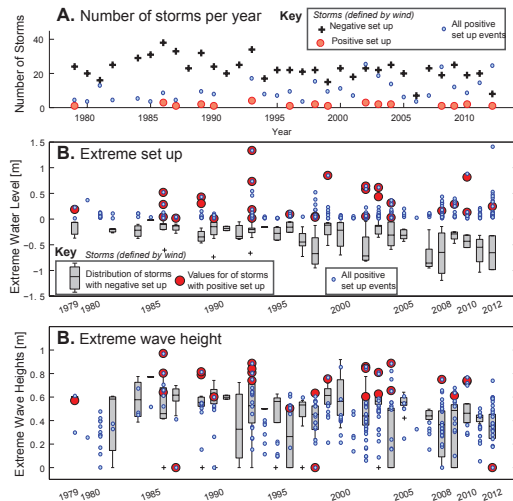 A. Number of storms per year
Key
Storms (defined by wind)
Negative set up
Positive set up
All positive
set up events
Number of Storms
40
20
0
1980
1985
1990
1995
2000
2005
2010
Year
B. Extreme set up
Extreme Water Level [m]
1.5
1.0
0.5
0
−0.5
−1
−1.5
Key
Storms (defined by wind)
Distribution of storms
with negative set up
Values for of storms
with positive set up
All positive
set up events
1979
1980
1985
1990
1995
2000
2005
2008
2010
2012
B. Extreme wave height
Extreme Wave Heights [m]
1
0.8
0.6
0.4
0.2
0
1979
1980
1985
1990
1995
2000
2005
2008
2010
2012